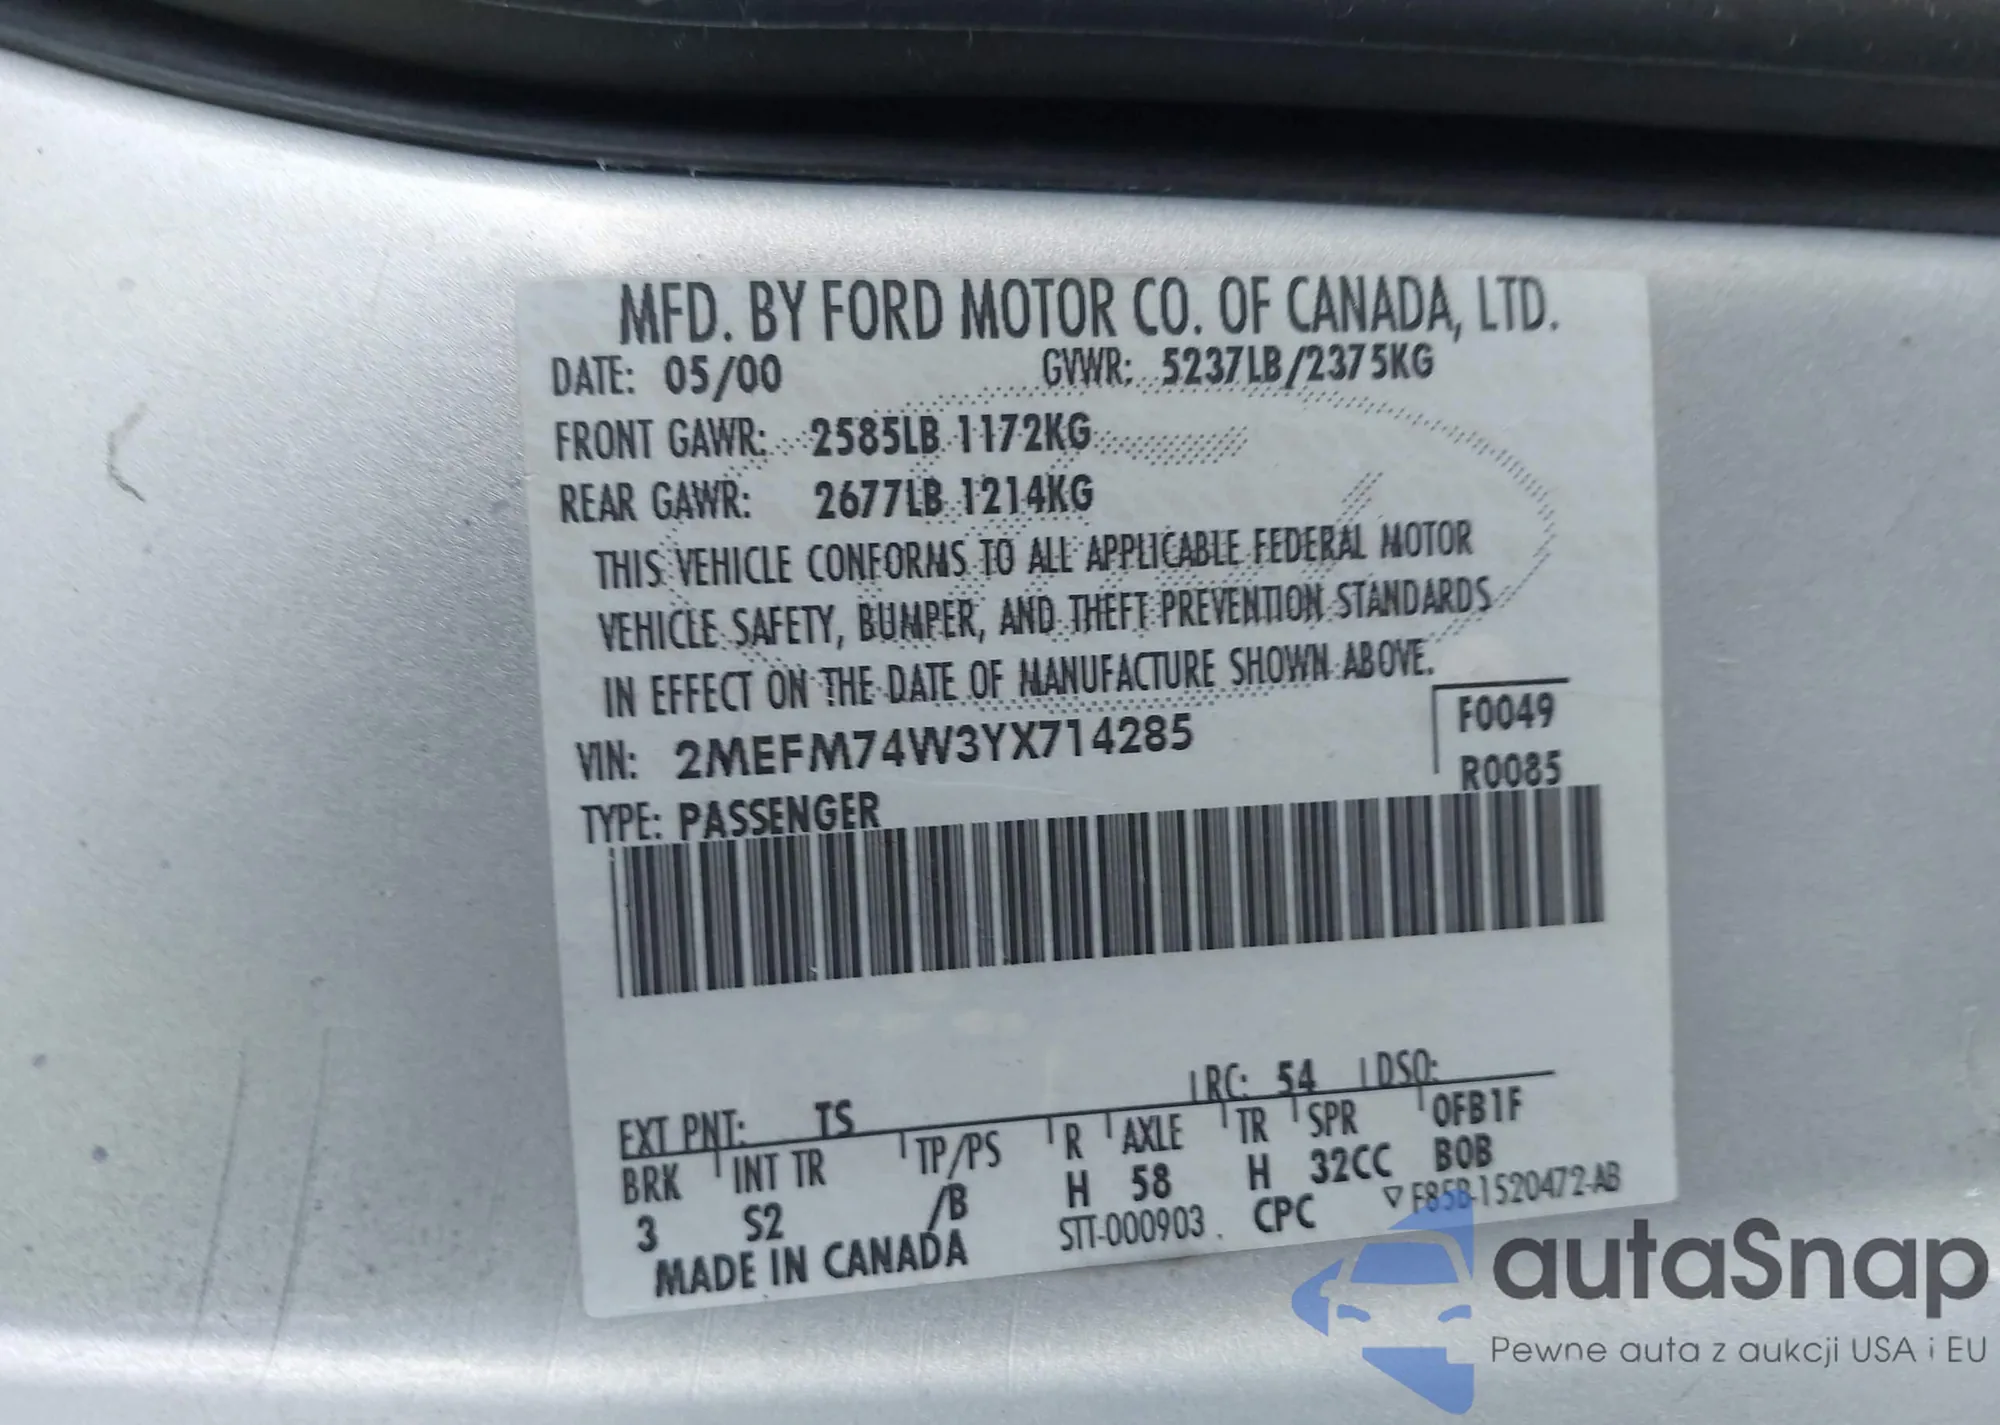 MFD. BY FORD MOTOR CO. OF CANADA, LTD.
DATE: 05/00 GVWR: 5237LB/2375KG
FRONT GAWR: 2585LB 1172KG
REAR GAWR: 2677LB 1214KG
THIS VEHICLE CONFORMS TO ALL APPLICABLE FEDERAL MOTOR
VEHICLE SAFETY, BUMPER, AND THEFT PREVENTION STANDARDS
IN EFFECT ON THE DATE OF MANUFACTURE SHOWN ABOVE.
F0049
VIN: 2MEFM74W3YX714285
R0085
TYPE: PASSENGER
EXT PNT: TS RC: 54 DSO:
BRK INT TR TP/PS R AXLE TR SPR 0FB1F
3 S2 /B H 58 H 32CC BOB
MADE IN CANADA STT-000903. CPC ▽ F85B-1520472-AB
autaSnap
Pewne auta z aukcji USA i EU